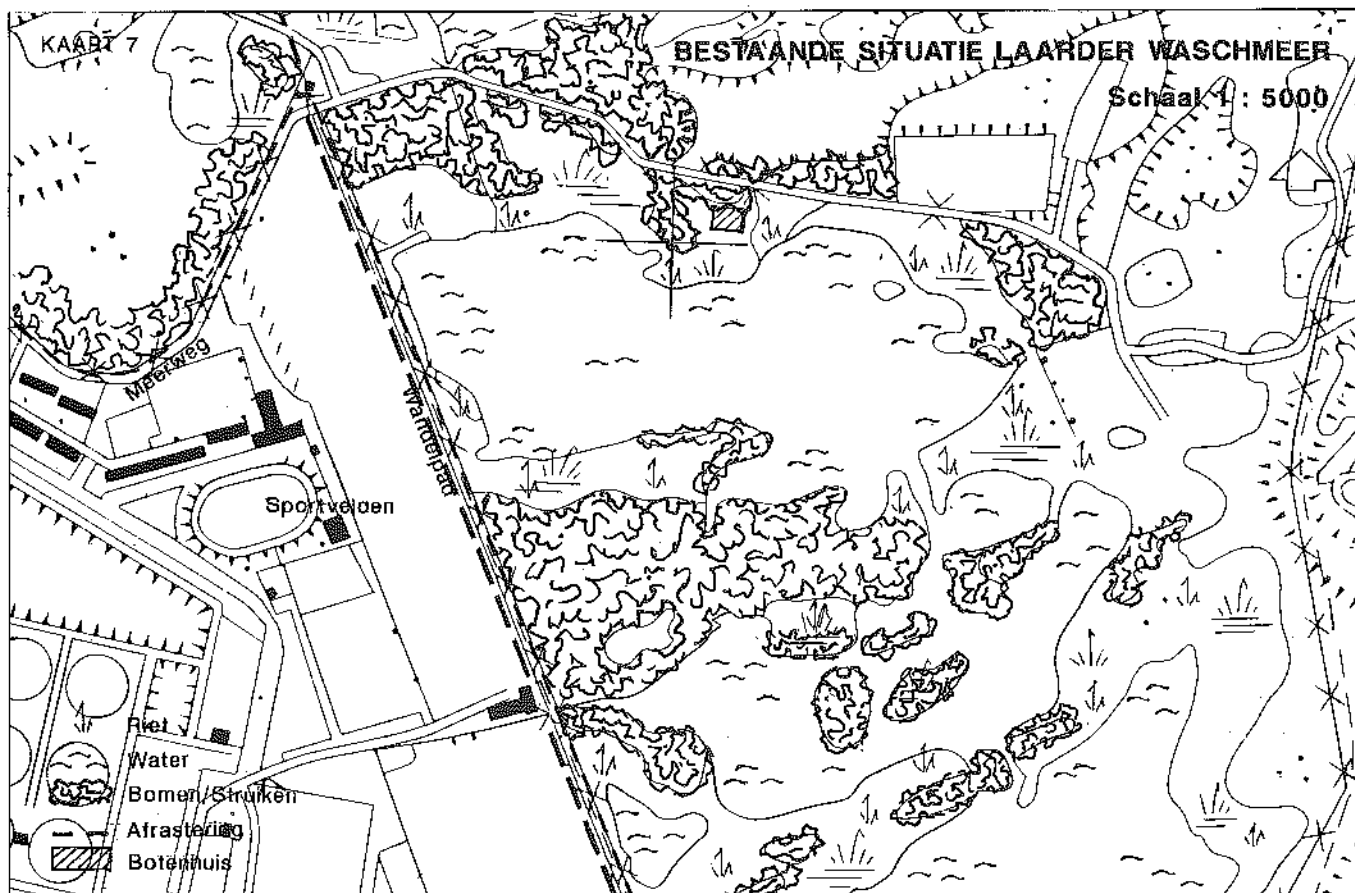 KAART 7
BESTAANDE SITUATIE LAARDER WASCHMEER
Schaal 1 : 5000
Meerweg
Wandelpad
Sportvelden
Riet
Water
Bomen/Struiken
Afrastering
Botenhuis